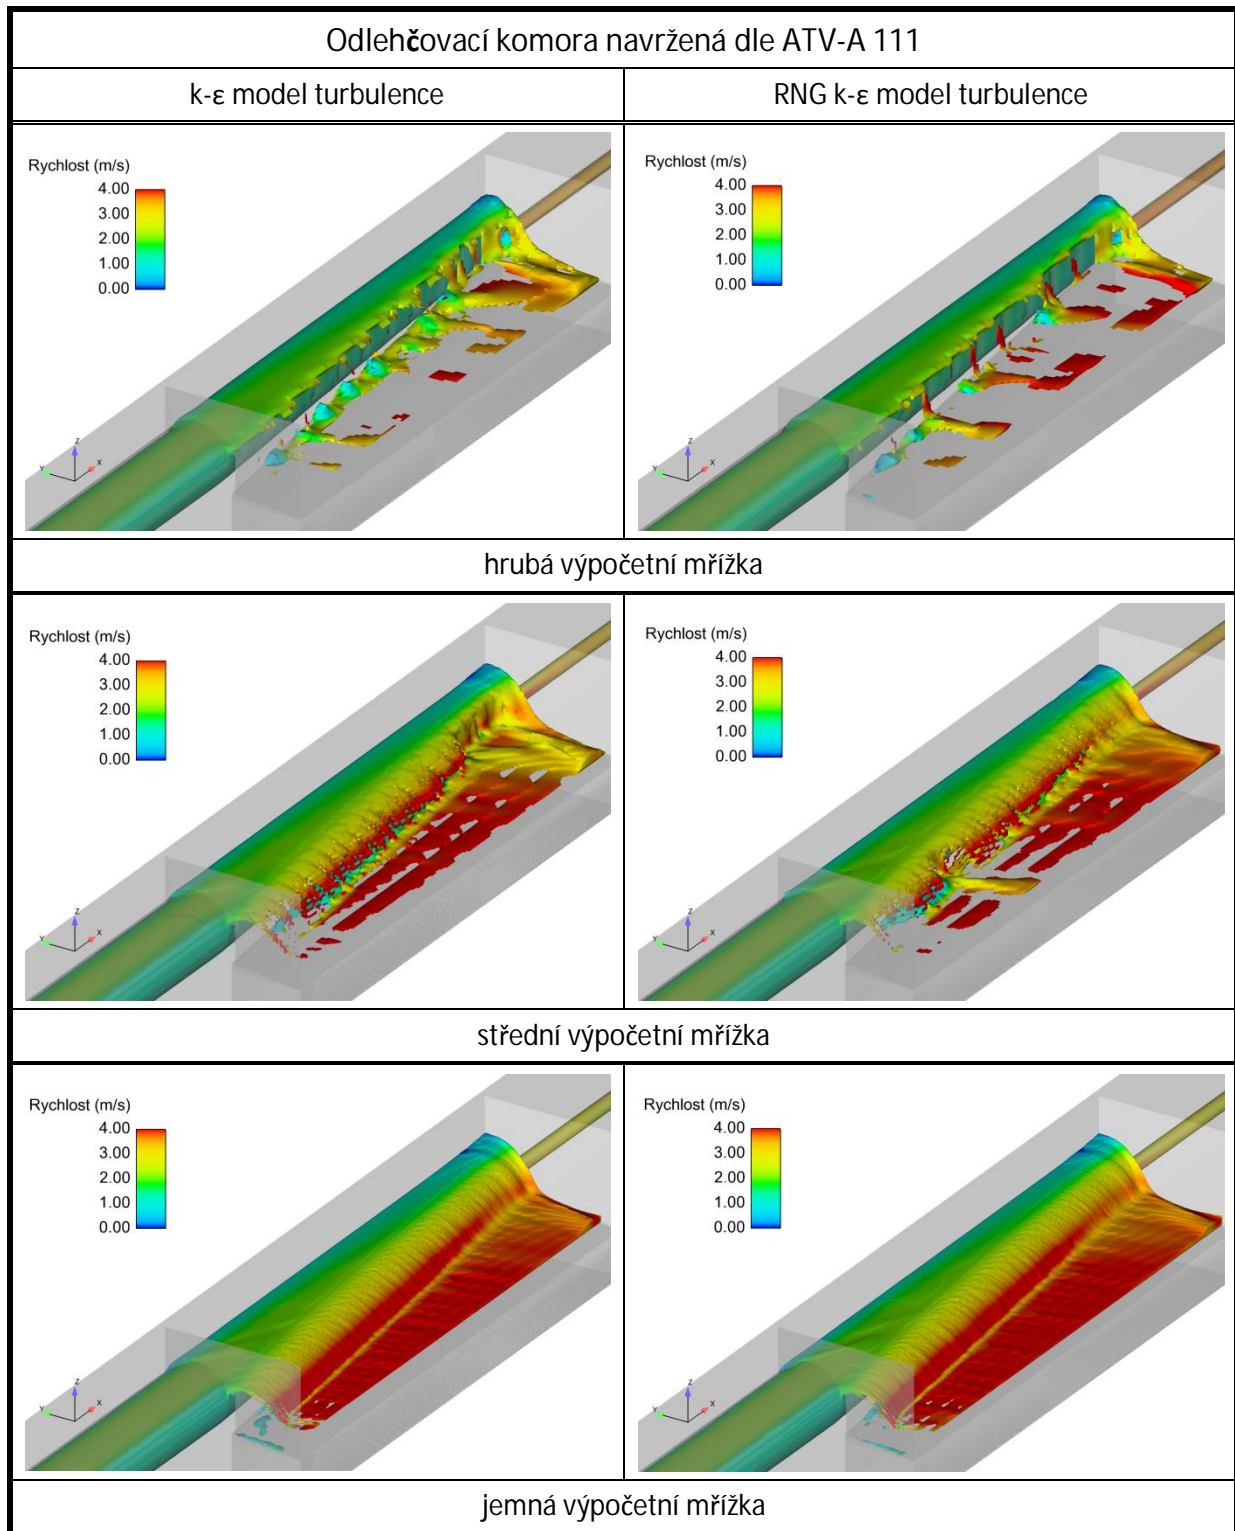 Odlehčovací komora navržená dle ATV-A 111
k-ε model turbulence
RNG k-ε model turbulence
Rychlost (m/s)
4.00
3.00
2.00
1.00
0.00
z
Y
X
Rychlost (m/s)
4.00
3.00
2.00
1.00
0.00
z
Y
X
hrubá výpočetní mřížka
Rychlost (m/s)
4.00
3.00
2.00
1.00
0.00
z
Y
X
Rychlost (m/s)
4.00
3.00
2.00
1.00
0.00
z
Y
X
střední výpočetní mřížka
Rychlost (m/s)
4.00
3.00
2.00
1.00
0.00
z
Y
X
Rychlost (m/s)
4.00
3.00
2.00
1.00
0.00
z
Y
X
jemná výpočetní mřížka